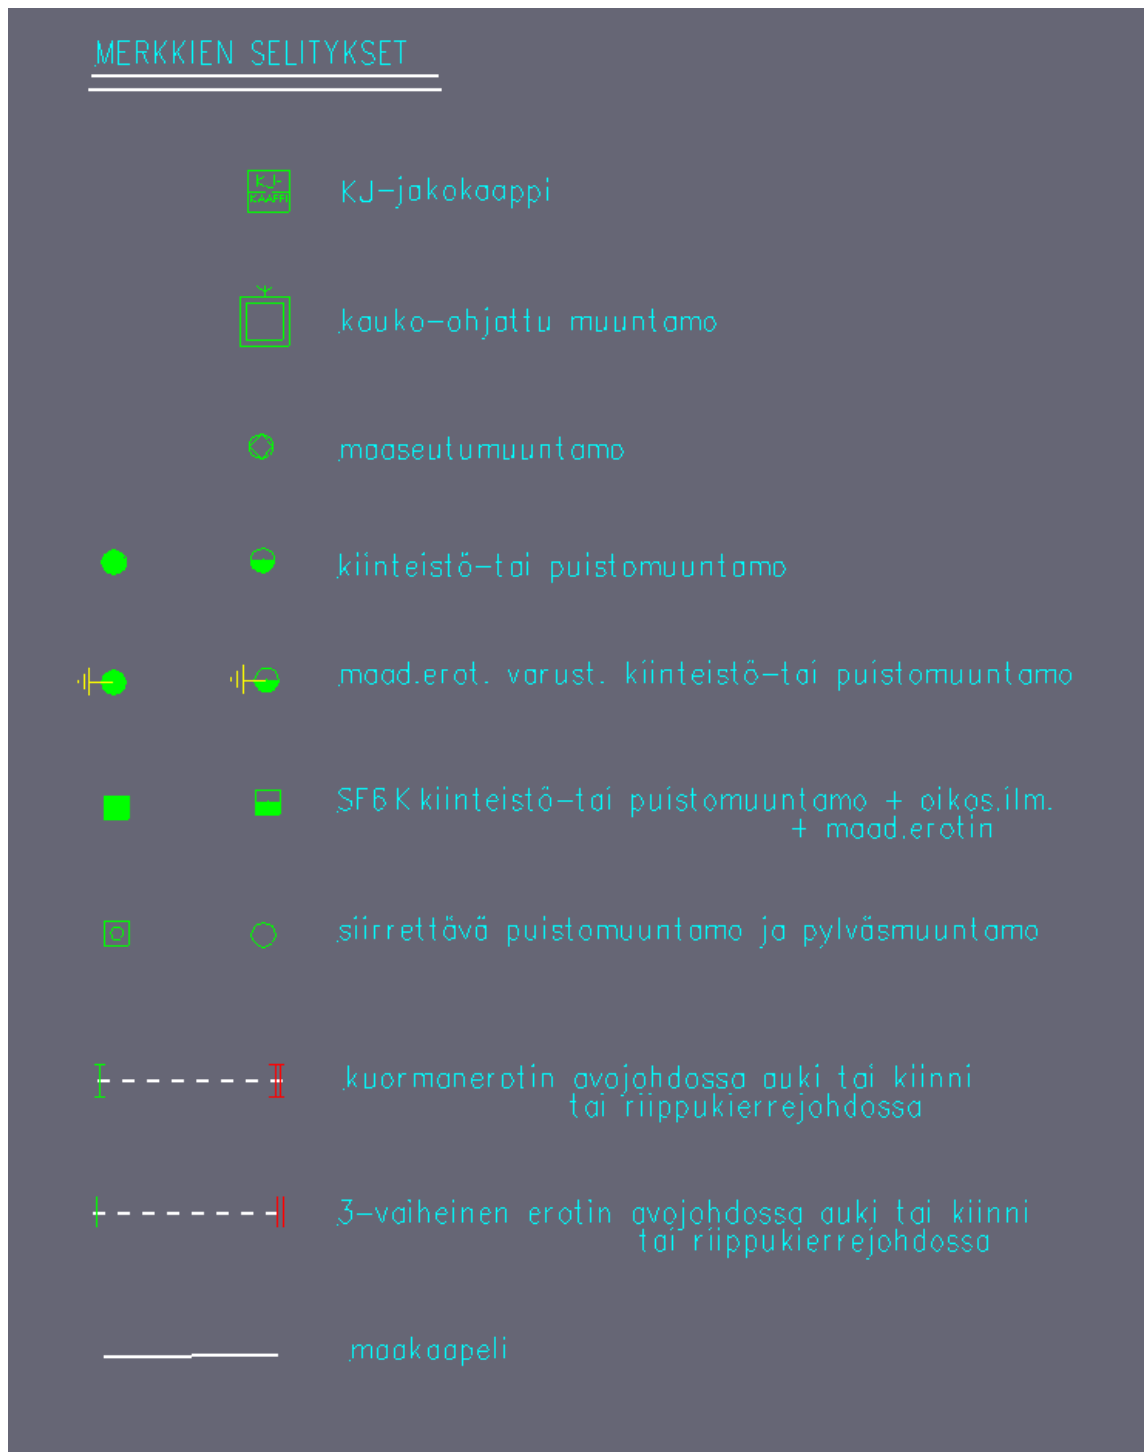 MERKKIEN SELITYKSET
KJ-
KAAPPI
KJ-jakokaappi
kauko-ohjattu muuntamo
maaseutumuuntamo
kiinteistö-tai puistomuuntamo
maad.erot. varust. kiinteistö-tai puistomuuntamo
SF6 K kiinteistö-tai puistomuuntamo + oikos.ilm.
+ maad.erotin
siirrettävä puistomuuntamo ja pylväsmuuntamo
kuormanerotin avojohdossa auki tai kiinni
tai riippukierrejohdossa
3-vaiheinen erotin avojohdossa auki tai kiinni
tai riippukierrejohdossa
maakaapeli